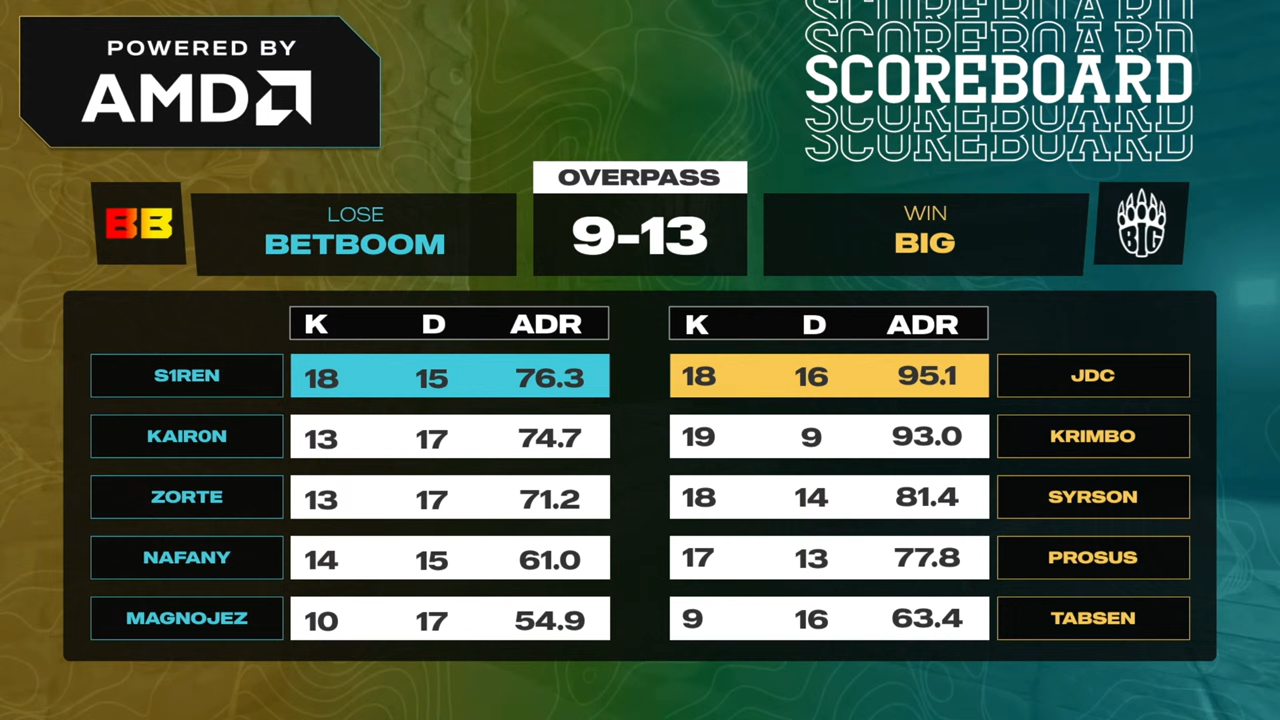 POWERED BY
AMD
SCOREBOARD
SCOREBOARD
SCOREBOARD
SCOREBOARD
SCOREBOARD
OVERPASS
BB
LOSE
BETBOOM
9-13
WIN
BIG
BIG
K D ADR
K D ADR
S1REN 18 15 76.3
18 16 95.1 JDC
KAIR0N 13 17 74.7
19 9 93.0 KRIMBO
ZORTE 13 17 71.2
18 14 81.4 SYRSON
NAFANY 14 15 61.0
17 13 77.8 PROSUS
MAGNOJEZ 10 17 54.9
9 16 63.4 TABSEN